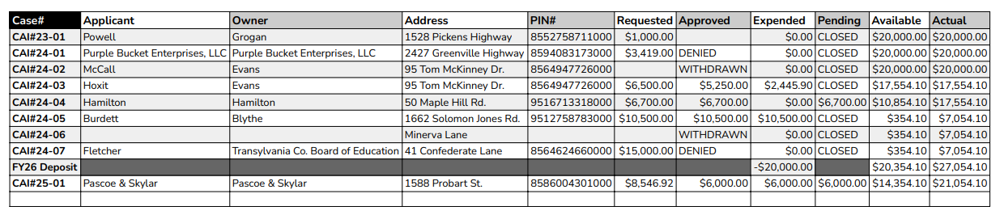 Case# Applicant Owner Address PIN# Requested Approved Expended Pending Available Actual
CAI#23-01 Powell Grogan 1528 Pickens Highway 8552758711000 $1,000.00 $0.00 CLOSED $20,000.00 $20,000.00
CAI#24-01 Purple Bucket Enterprises, LLC Purple Bucket Enterprises, LLC 2427 Greenville Highway 8594083173000 $3,419.00 DENIED $0.00 CLOSED $20,000.00 $20,000.00
CAI#24-02 McCall Evans 95 Tom McKinney Dr. 8564947726000 WITHDRAWN $0.00 CLOSED $20,000.00 $20,000.00
CAI#24-03 Hoxit Evans 95 Tom McKinney Dr. 8564947726000 $6,500.00 $5,250.00 $2,445.90 CLOSED $17,554.10 $17,554.10
CAI#24-04 Hamilton Hamilton 50 Maple Hill Rd. 9516713318000 $6,700.00 $6,700.00 $0.00 $6,700.00 $10,854.10 $17,554.10
CAI#24-05 Burdett Blythe 1662 Solomon Jones Rd. 9512758783000 $10,500.00 $10,500.00 $10,500.00 CLOSED $354.10 $7,054.10
CAI#24-06 Minerva Lane WITHDRAWN $0.00 CLOSED $354.10 $7,054.10
CAI#24-07 Fletcher Transylvania Co. Board of Education 41 Confederate Lane 8564624660000 $15,000.00 DENIED $0.00 CLOSED $354.10 $7,054.10
FY26 Deposit -$20,000.00 $20,354.10 $27,054.10
CAI#25-01 Pascoe & Skylar Pascoe & Skylar 1588 Probart St. 8586004301000 $8,546.92 $6,000.00 $6,000.00 $6,000.00 $14,354.10 $21,054.10